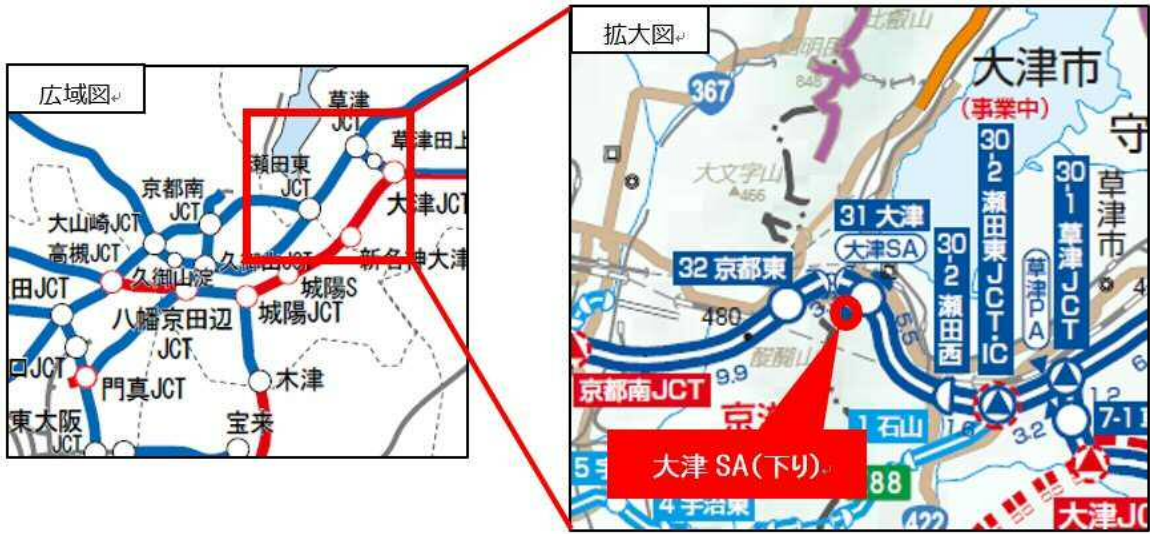 広域図
草津
JCT
草津田上
瀬田東
JCT
京都南
JCT
大津JCT
大山崎JCT
高槻JCT
久御山JCT
新名神大津
久御山淀
城陽S
田JCT
八幡京田辺
JCT
城陽JCT
口JCT
門真JCT
木津
東大阪
JCT
宝来
拡大図
比叡山
848
367
大津市
(事業中)
守
大文字山
466
31 大津
大津SA
30-2 瀬田西
30-2 瀬田東JCT・IC
30-1 草津JCT
草津PA
草津市
32 京都東
480
5.5
醍醐山
9.9
京都南JCT
1 石山
1.6
3.2
1.2
7-1
大津SA(下り)
88
4 宇治東
422
大津JC